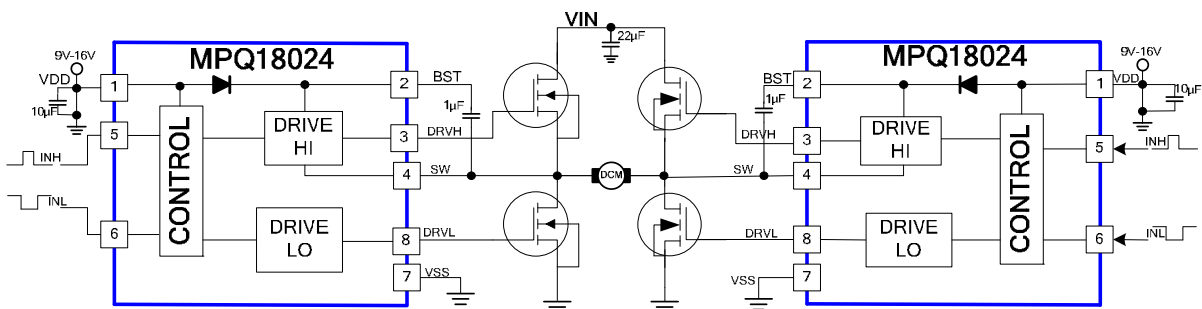 VIN
22µF
MPQ18024
9V-16V
VDD
10µF
1
2
BST
1µF
5
INH
CONTROL
DRIVE
HI
3
DRVH
4
SW
INL
6
DRIVE
LO
8
DRVL
7
VSS
DCM
MPQ18024
9V-16V
VDD
10µF
1
2
BST
1µF
DRVH
3
DRIVE
HI
CONTROL
5
INH
SW
4
DRVL
8
DRIVE
LO
6
INL
VSS
7